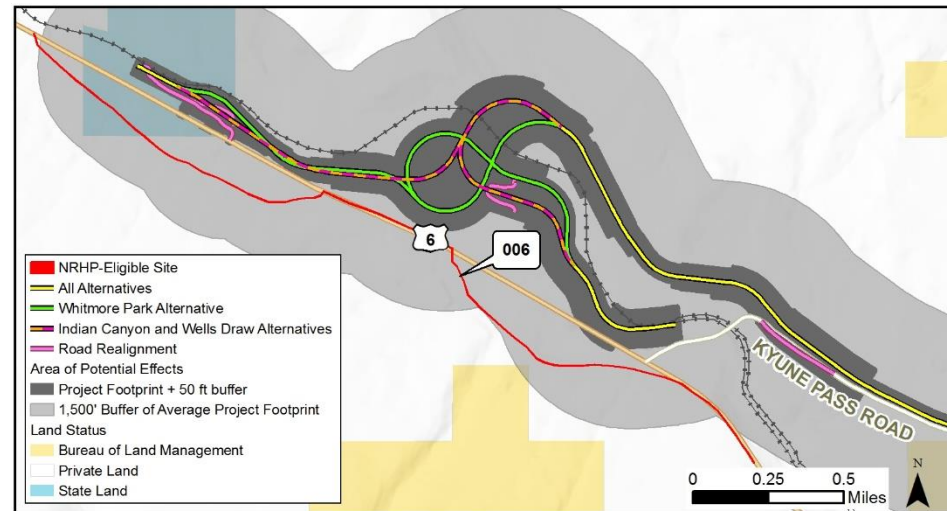 6
006
KYUNE PASS ROAD
NRHP-Eligible Site
All Alternatives
Whitmore Park Alternative
Indian Canyon and Wells Draw Alternatives
Road Realignment
Area of Potential Effects
Project Footprint + 50 ft buffer
1,500' Buffer of Average Project Footprint
Land Status
Bureau of Land Management
Private Land
State Land
N
0 0.25 0.5
Miles